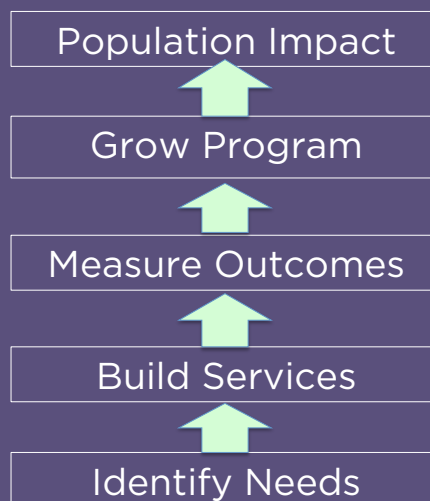 Population Impact
Grow Program
Measure Outcomes
Build Services
Identify Needs